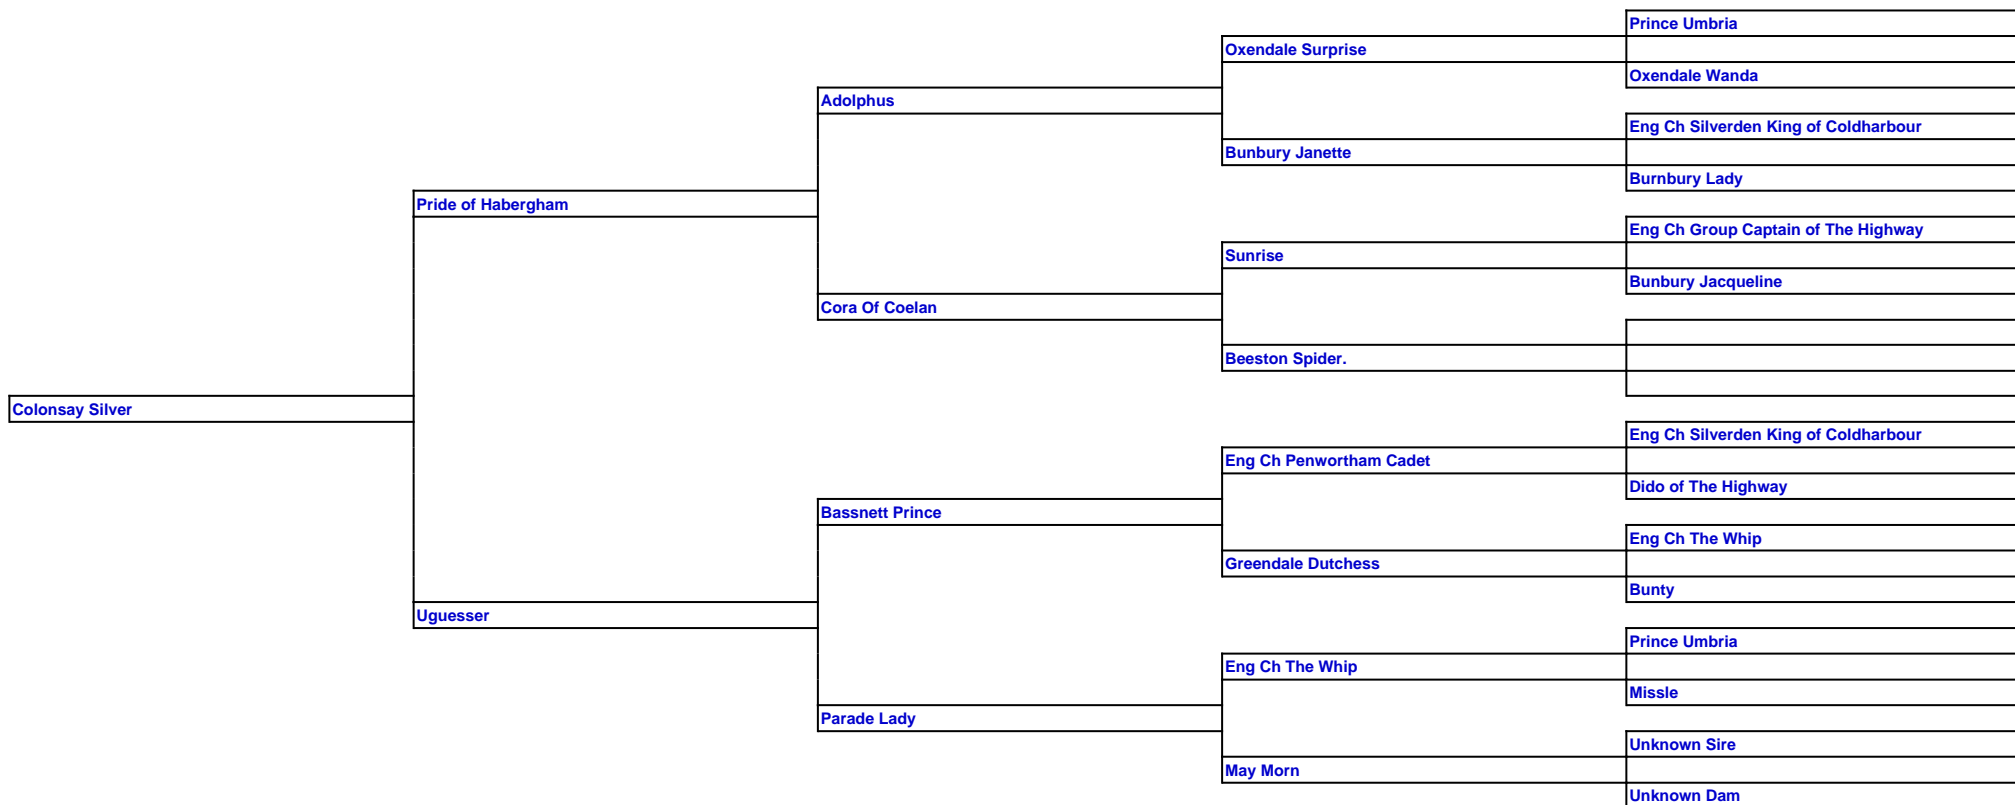 Prince Umbria
Oxendale Surprise
Oxendale Wanda
Adolphus
Eng Ch Silverden King of Coldharbour
Bunbury Janette
Burnbury Lady
Pride of Habergham
Eng Ch Group Captain of The Highway
Sunrise
Bunbury Jacqueline
Cora Of Coelan
Beeston Spider.
Colonsay Silver
Eng Ch Silverden King of Coldharbour
Eng Ch Penwortham Cadet
Dido of The Highway
Bassnett Prince
Eng Ch The Whip
Greendale Dutchess
Bunty
Uguesser
Prince Umbria
Eng Ch The Whip
Missle
Parade Lady
Unknown Sire
May Morn
Unknown Dam